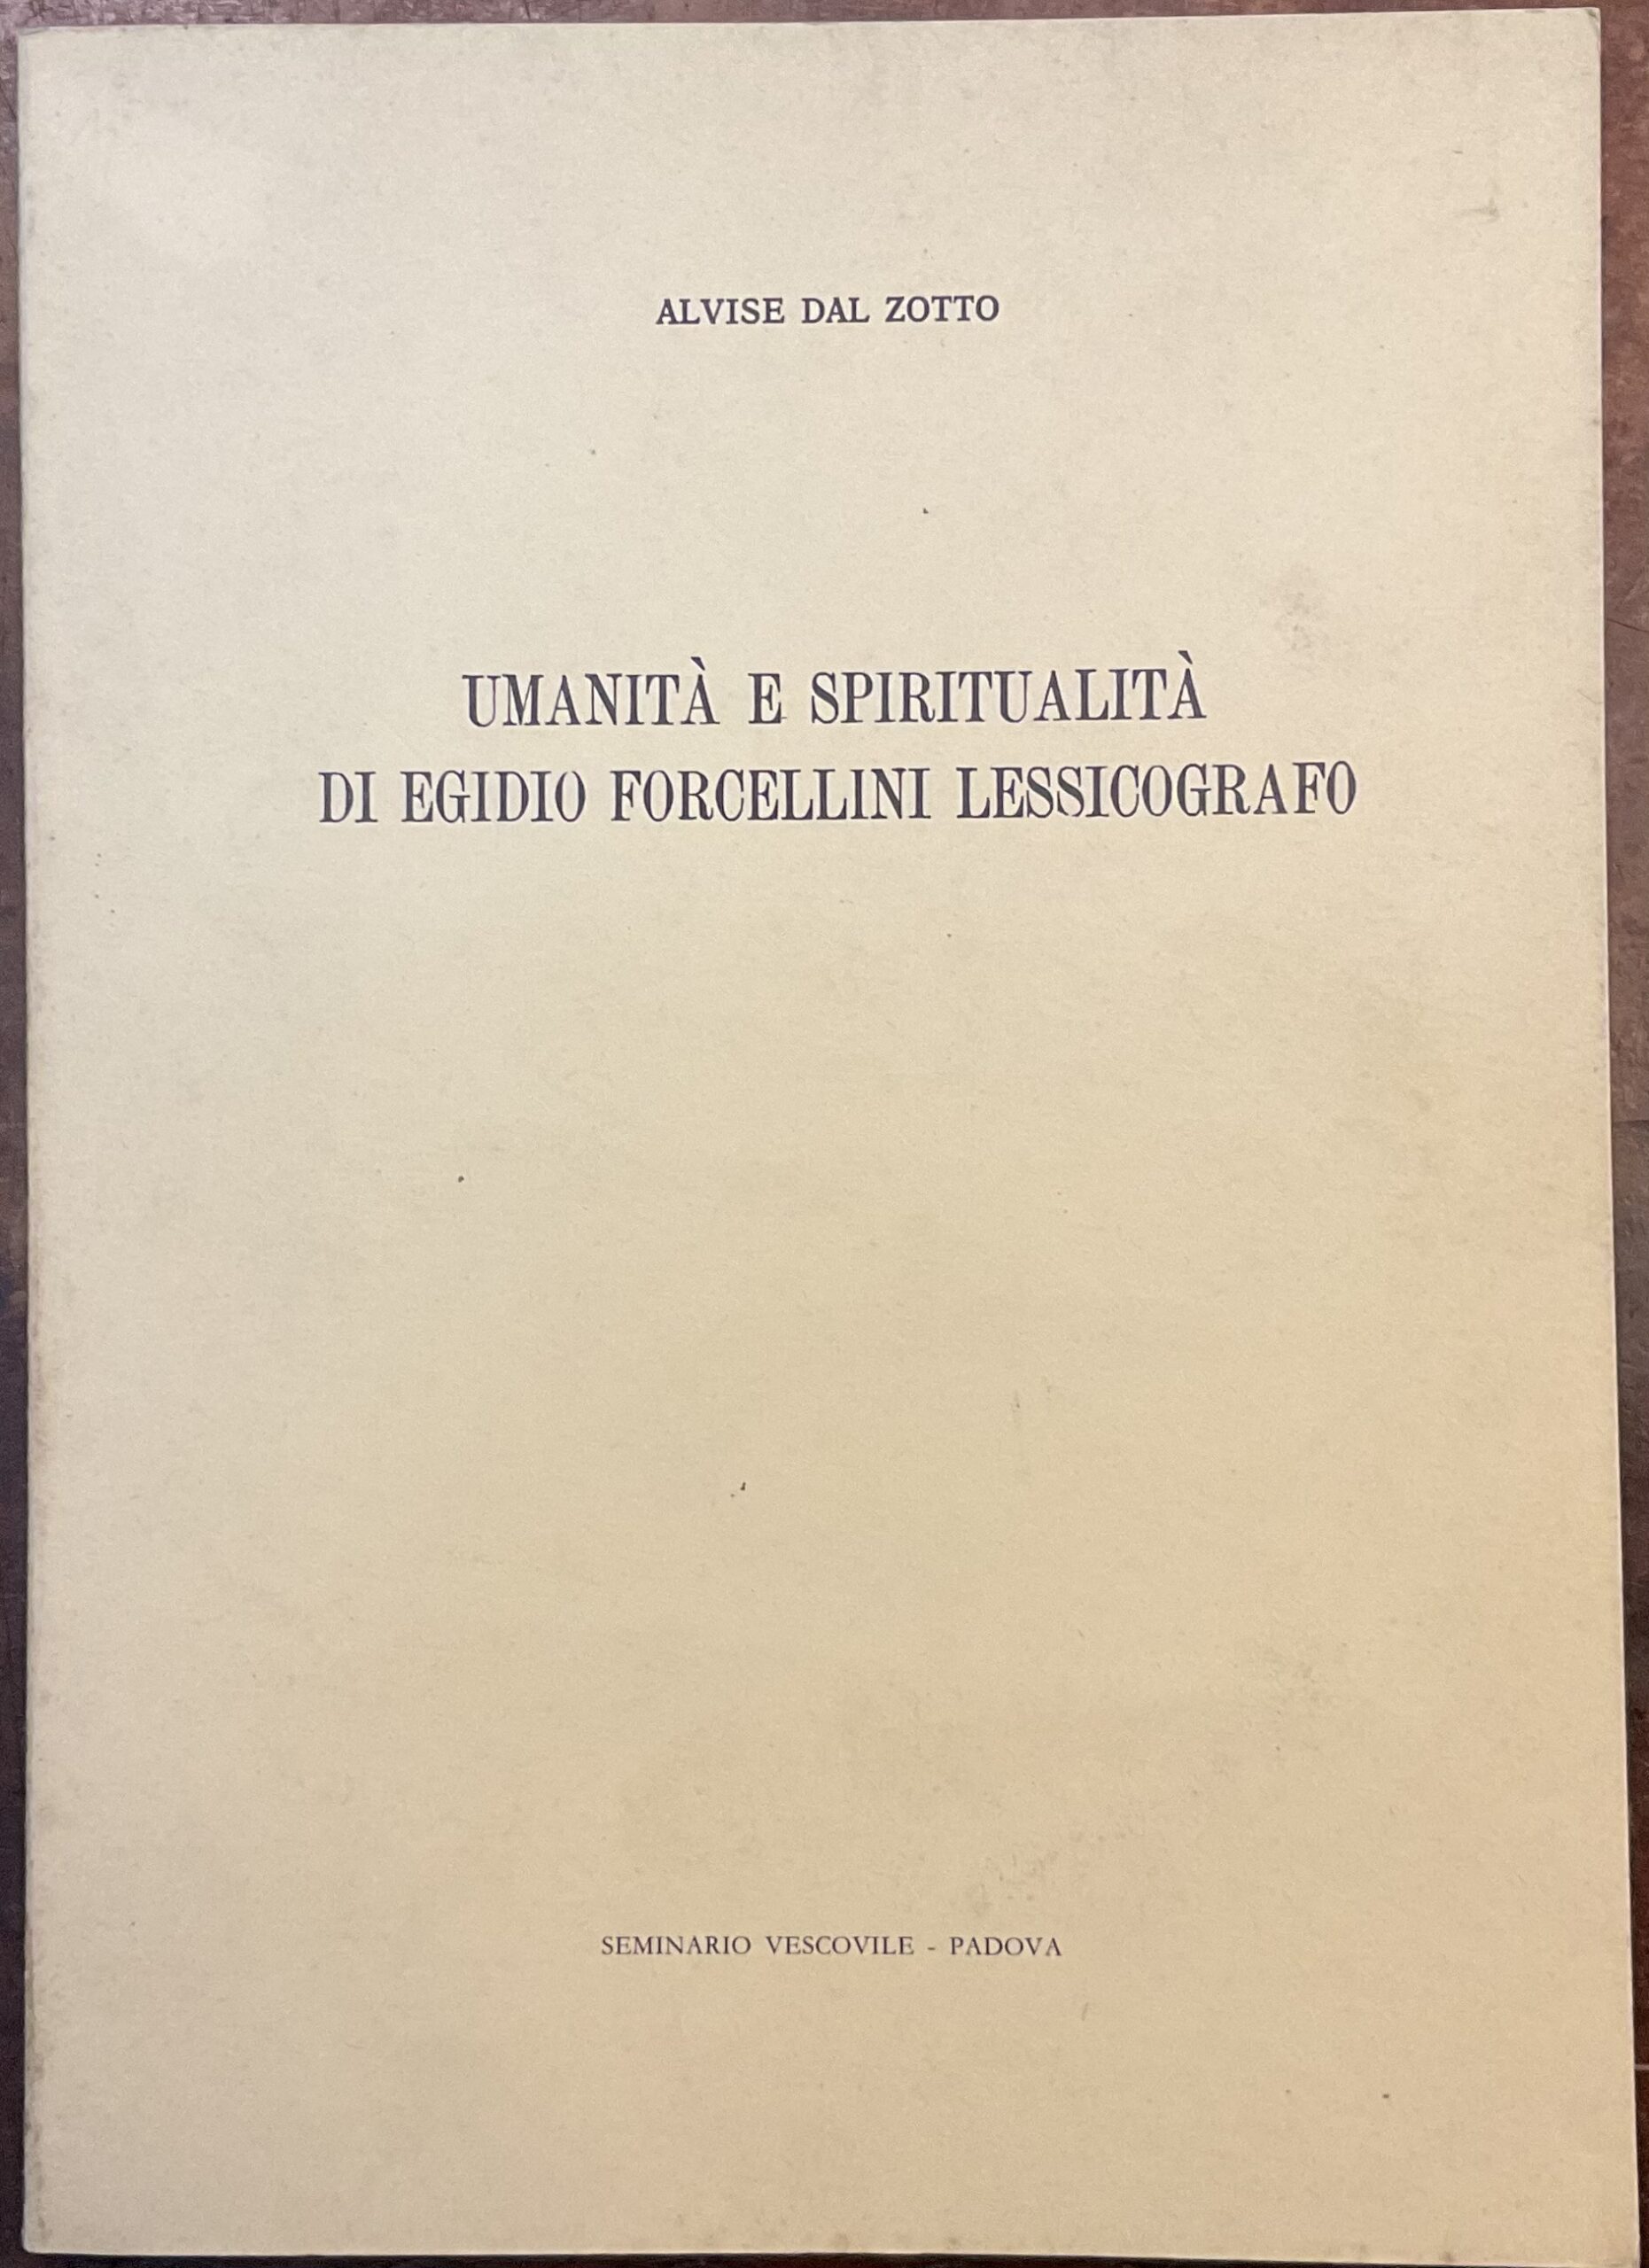 ALVISE DAL ZOTTO
UMANITÀ E SPIRITUALITÀ
DI EGIDIO FORCELLINI LESSICOGRAFO
SEMINARIO VESCOVILE - PADOVA